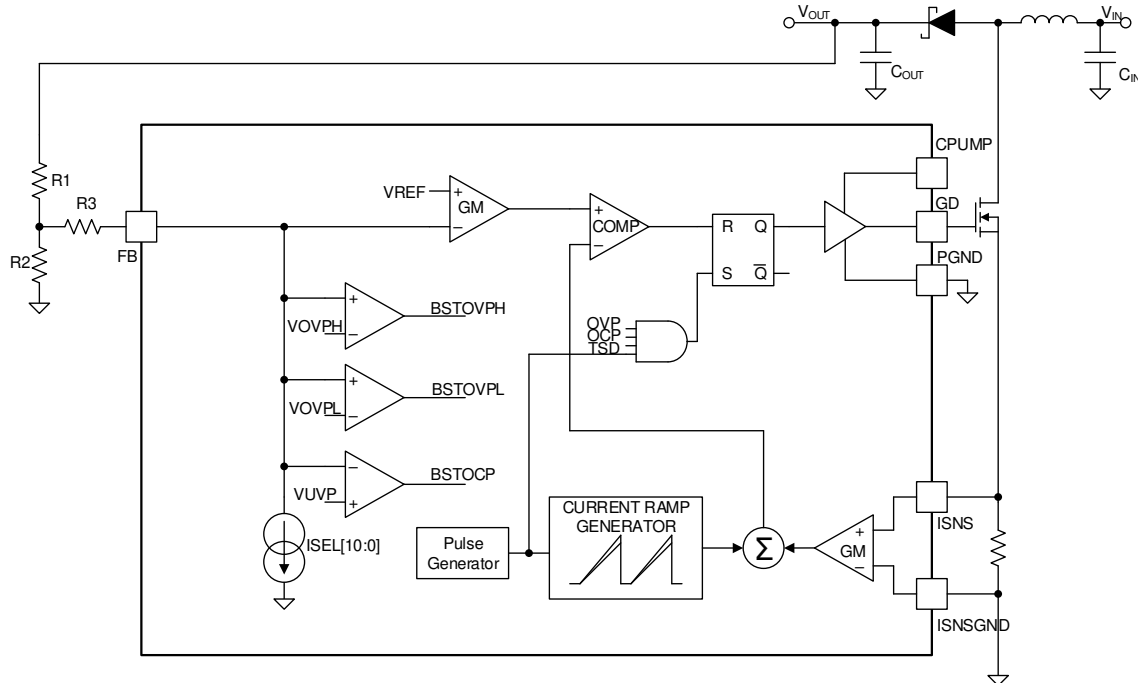 VOUT
VIN
COUT
CIN
CPUMP
R1
VREF
+
GM
−
+
COMP
−
R Q
S Q
GD
R3
FB
R2
PGND
+
VOVPH
−
BSTOVPH
OVP
OCP
TSD
+
VOVPL
−
BSTOVPL
−
VUVP
+
BSTOCP
ISEL[10:0]
Pulse
Generator
CURRENT RAMP
GENERATOR
Σ
+
GM
−
ISNS
ISNSGND